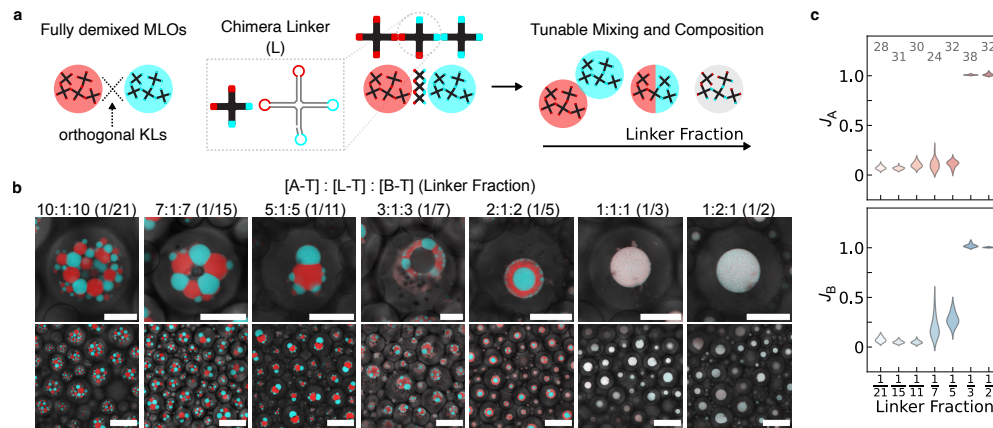 a
Fully demixed MLOs
orthogonal KLs
Chimera Linker
(L)
Tunable Mixing and Composition
Linker Fraction
b
[A-T] : [L-T] : [B-T] (Linker Fraction)
10:1:10 (1/21) 7:1:7 (1/15) 5:1:5 (1/11) 3:1:3 (1/7) 2:1:2 (1/5) 1:1:1 (1/3) 1:2:1 (1/2)
c
28 31 30 24 32 38 32
1.0
0.5
0
J_A
1.0
0.5
0
J_B
1/21 1/15 1/11 1/7 1/5 1/3 1/2
Linker Fraction